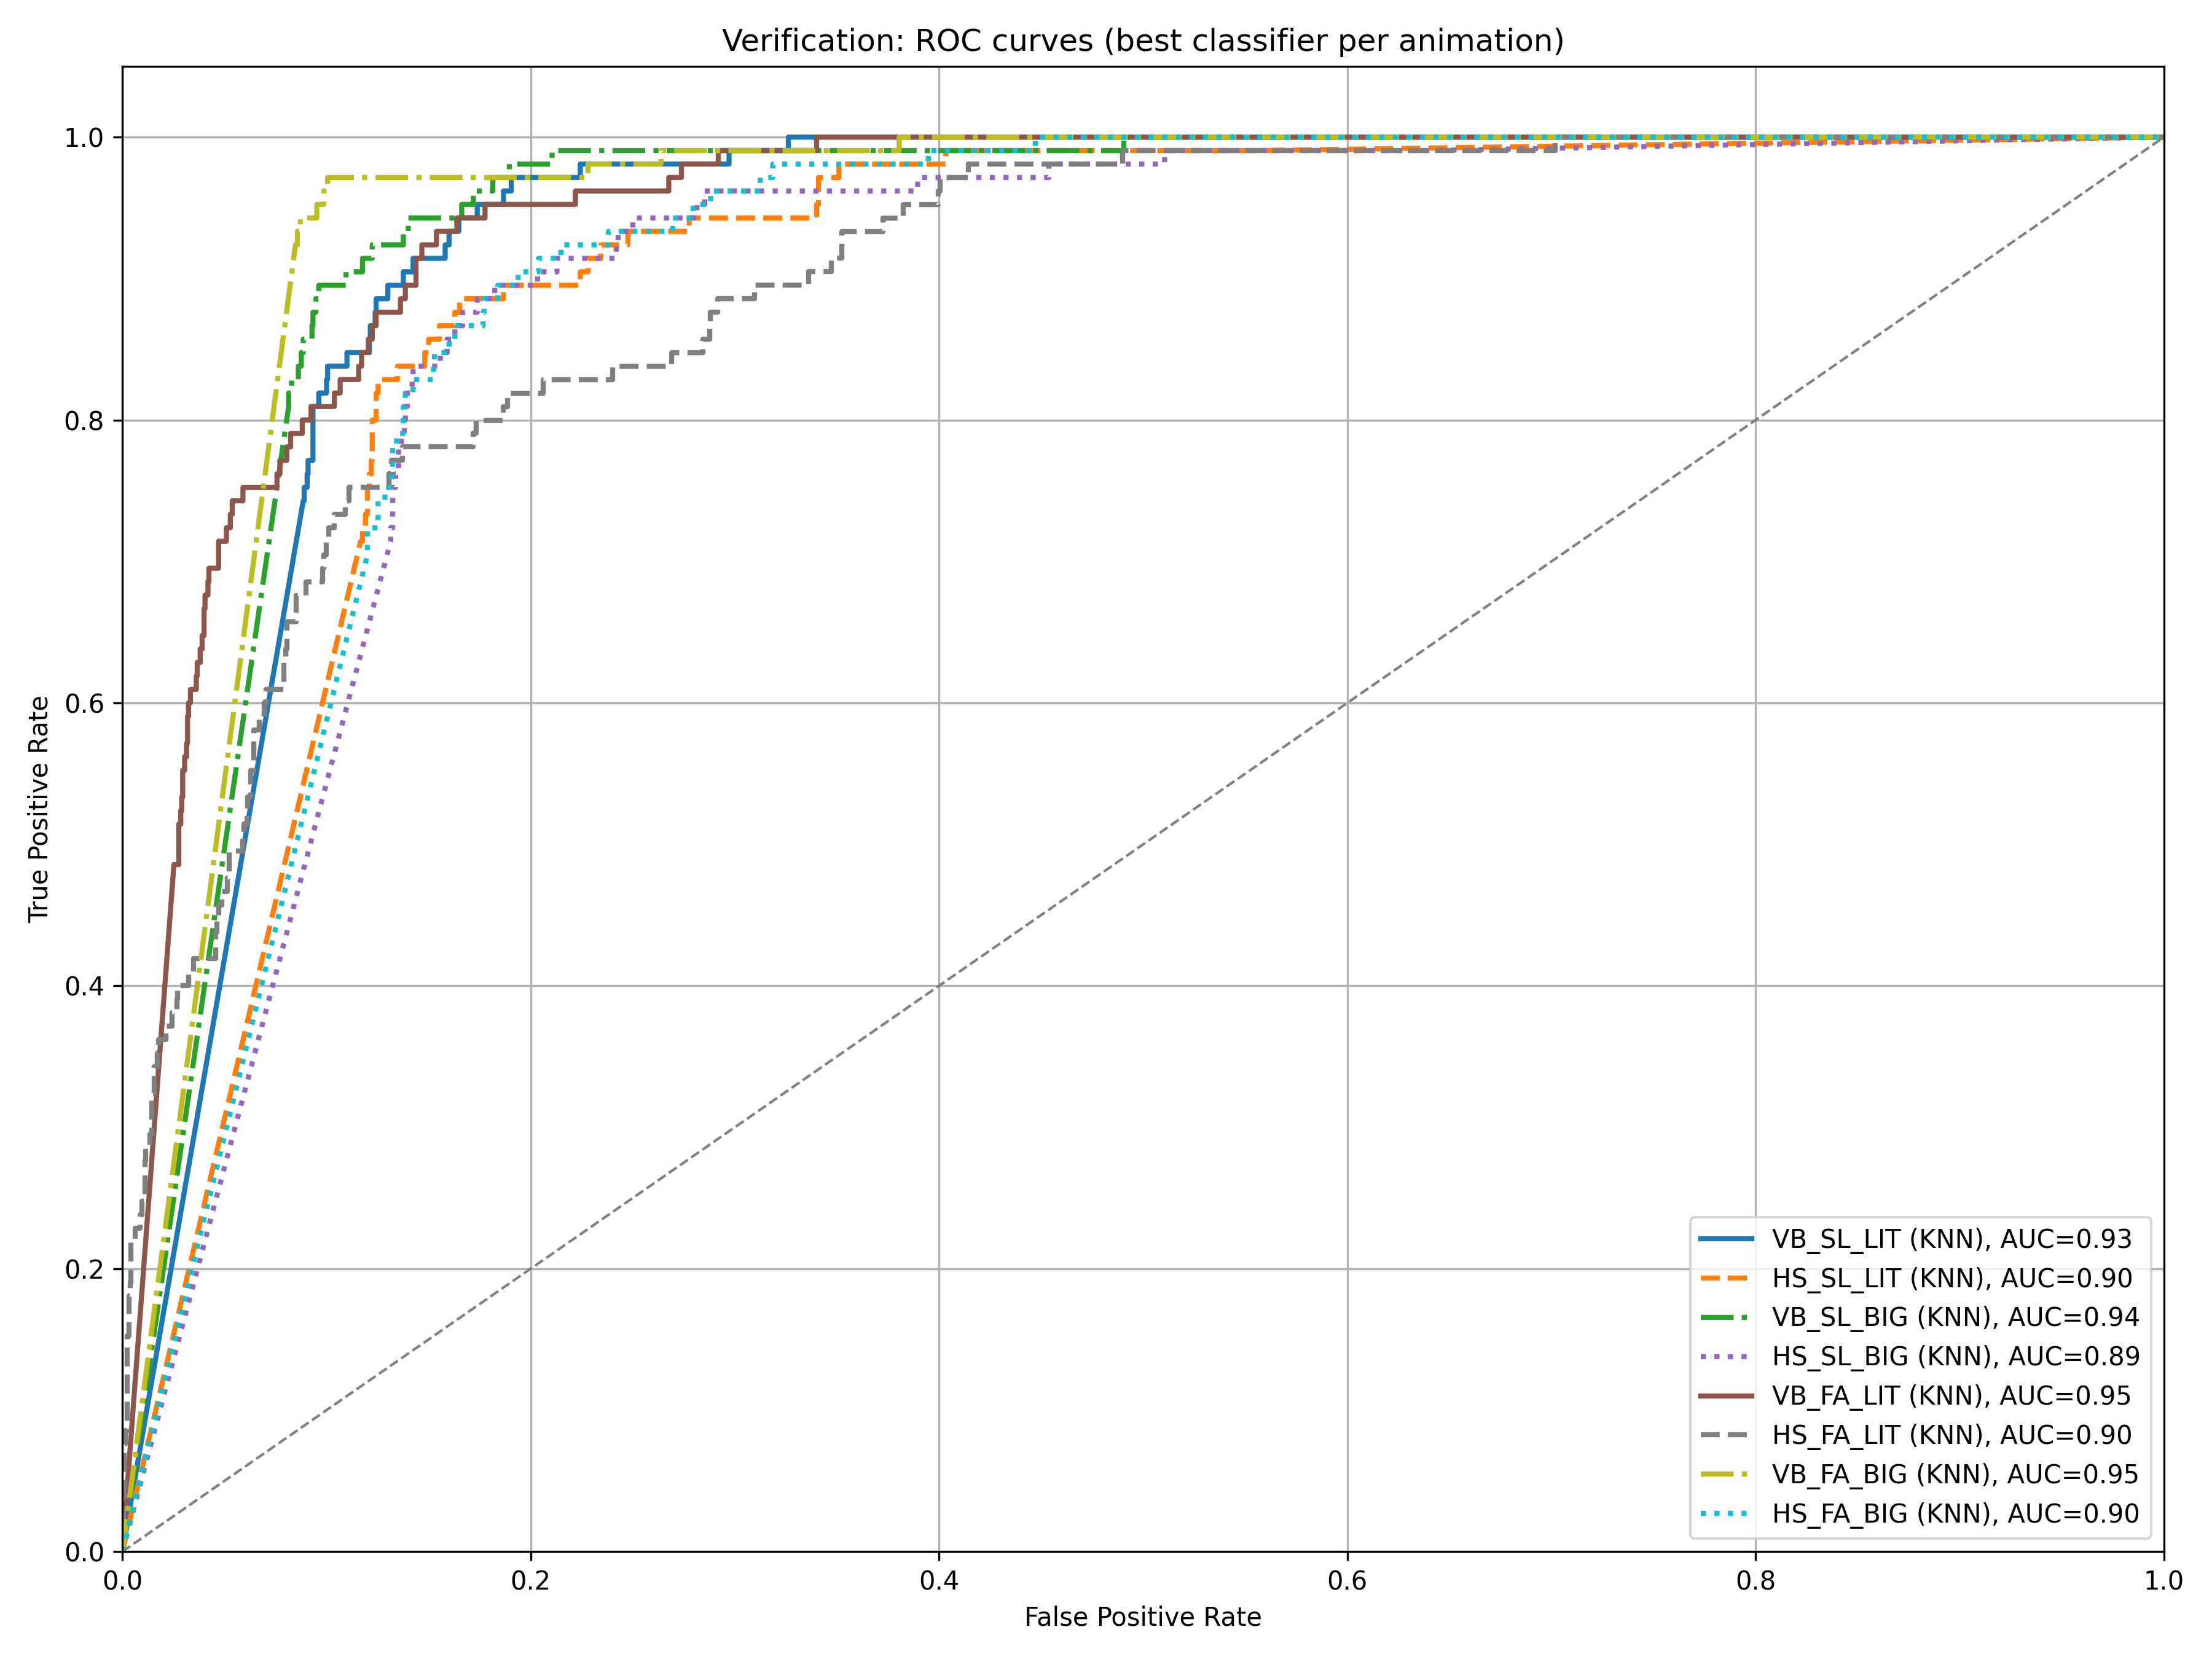 Verification: ROC curves (best classifier per animation)
1.0
0.8
0.6
0.4
0.2
0.0
True Positive Rate
0.0 0.2 0.4 0.6 0.8 1.0
False Positive Rate
VB_SL_LIT (KNN), AUC=0.93
HS_SL_LIT (KNN), AUC=0.90
VB_SL_BIG (KNN), AUC=0.94
HS_SL_BIG (KNN), AUC=0.89
VB_FA_LIT (KNN), AUC=0.95
HS_FA_LIT (KNN), AUC=0.90
VB_FA_BIG (KNN), AUC=0.95
HS_FA_BIG (KNN), AUC=0.90